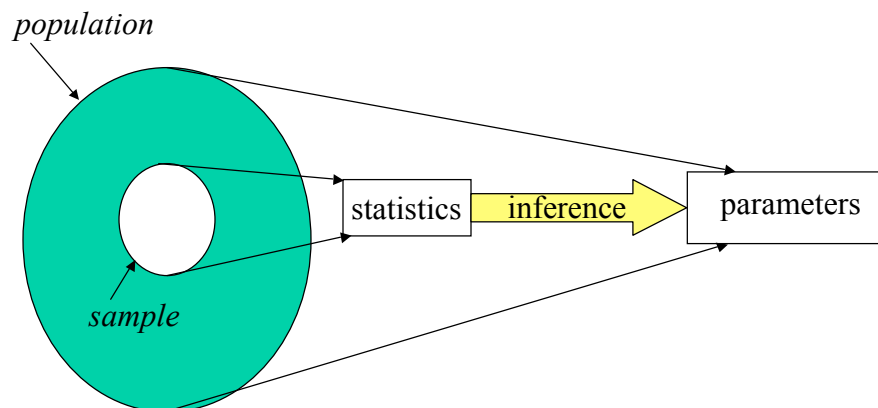 population
statistics
inference
parameters
sample